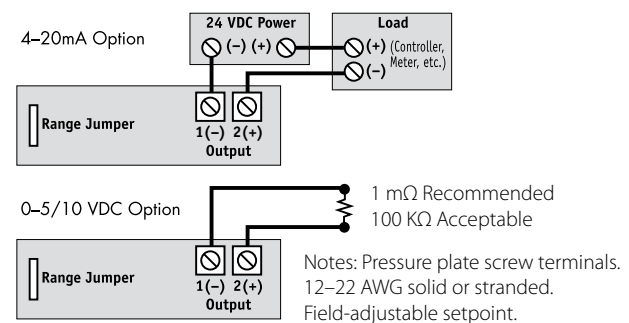 4–20mA Option
24 VDC Power
(–) (+)
Load
(+) (Controller,
Meter, etc.)
(–)
Range Jumper
1(–) 2(+)
Output
0–5/10 VDC Option
1 mΩ Recommended
100 KΩ Acceptable
Range Jumper
1(–) 2(+)
Output
Notes: Pressure plate screw terminals.
12–22 AWG solid or stranded.
Field-adjustable setpoint.